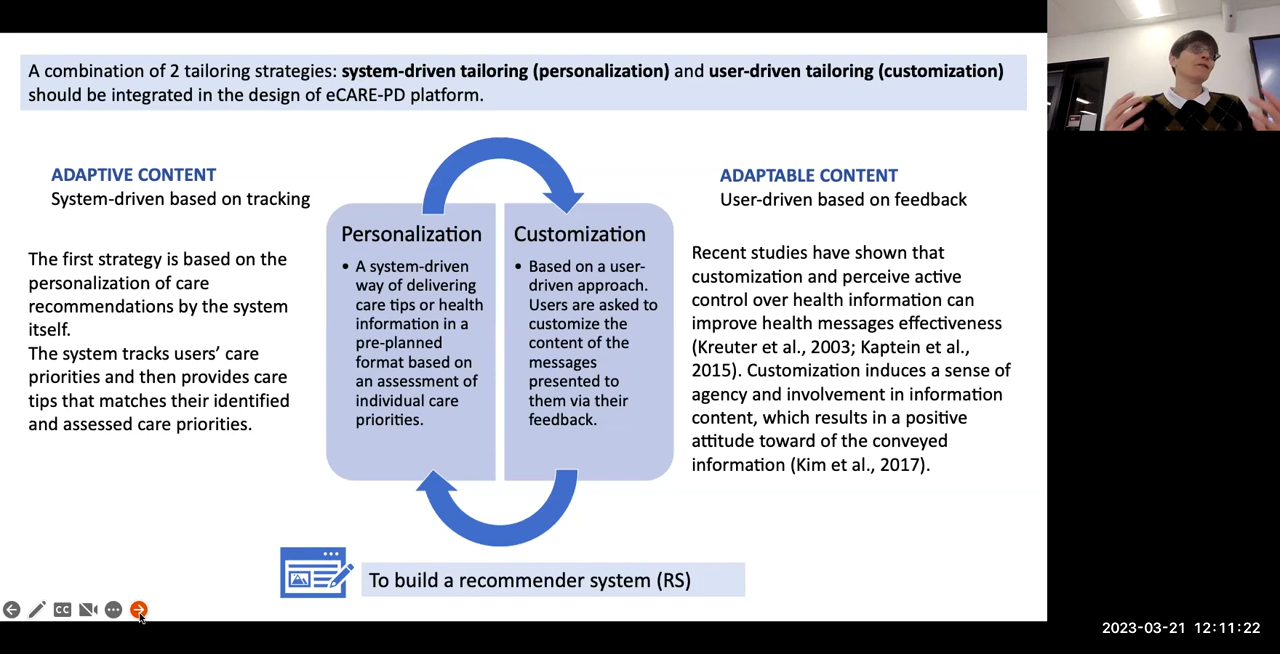 A combination of 2 tailoring strategies: system-driven tailoring (personalization) and user-driven tailoring (customization)
should be integrated in the design of eCARE-PD platform.
ADAPTIVE CONTENT
System-driven based on tracking
The first strategy is based on the
personalization of care
recommendations by the system
itself.
The system tracks users’ care
priorities and then provides care
tips that matches their identified
and assessed care priorities.
Personalization
• A system-driven
way of delivering
care tips or health
information in a
pre-planned
format based on
an assessment of
individual care
priorities.
Customization
• Based on a user-
driven approach.
Users are asked to
customize the
content of the
messages
presented to
them via their
feedback.
ADAPTABLE CONTENT
User-driven based on feedback
Recent studies have shown that
customization and perceive active
control over health information can
improve health messages effectiveness
(Kreuter et al., 2003; Kaptein et al.,
2015). Customization induces a sense of
agency and involvement in information
content, which results in a positive
attitude toward of the conveyed
information (Kim et al., 2017).
To build a recommender system (RS)
CC
2023-03-21 12:11:22